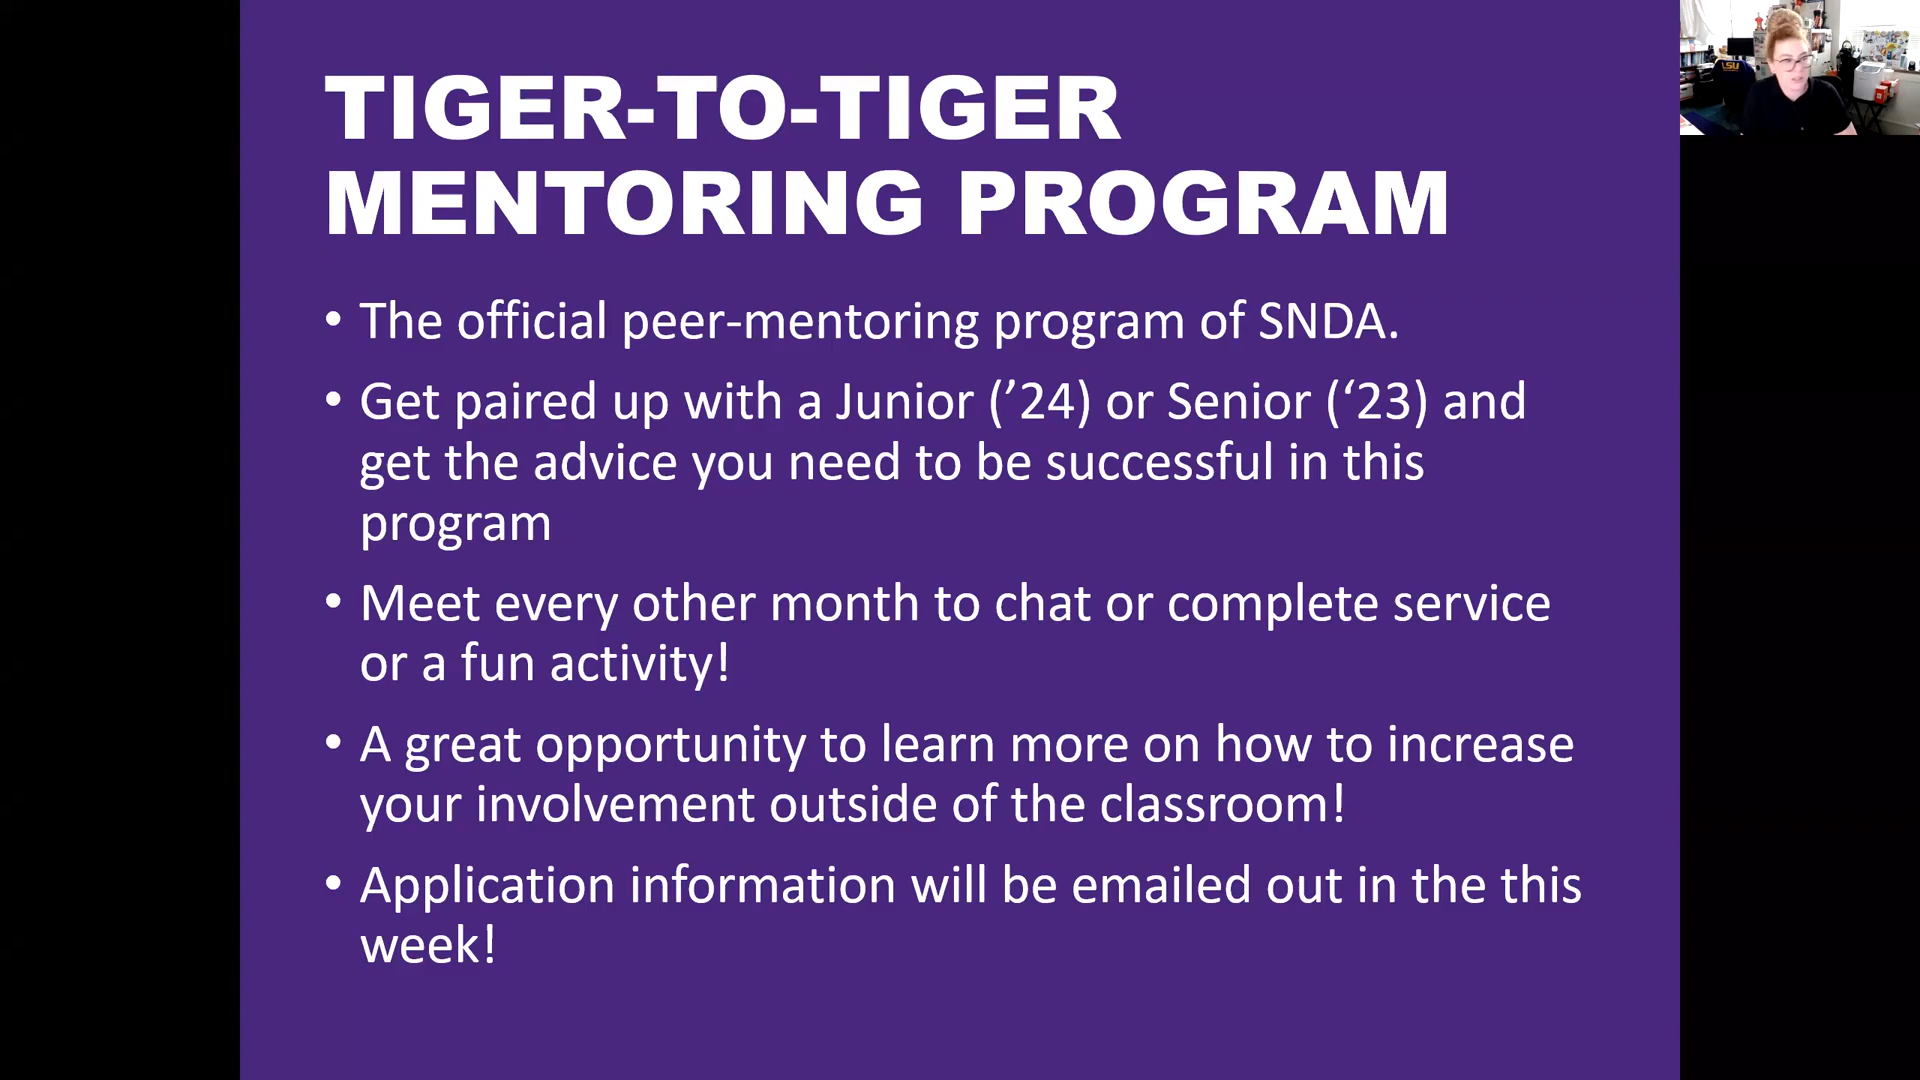 TIGER-TO-TIGER
MENTORING PROGRAM
• The official peer-mentoring program of SNDA.
• Get paired up with a Junior (’24) or Senior (‘23) and
get the advice you need to be successful in this
program
• Meet every other month to chat or complete service
or a fun activity!
• A great opportunity to learn more on how to increase
your involvement outside of the classroom!
• Application information will be emailed out in the this
week!
LSU